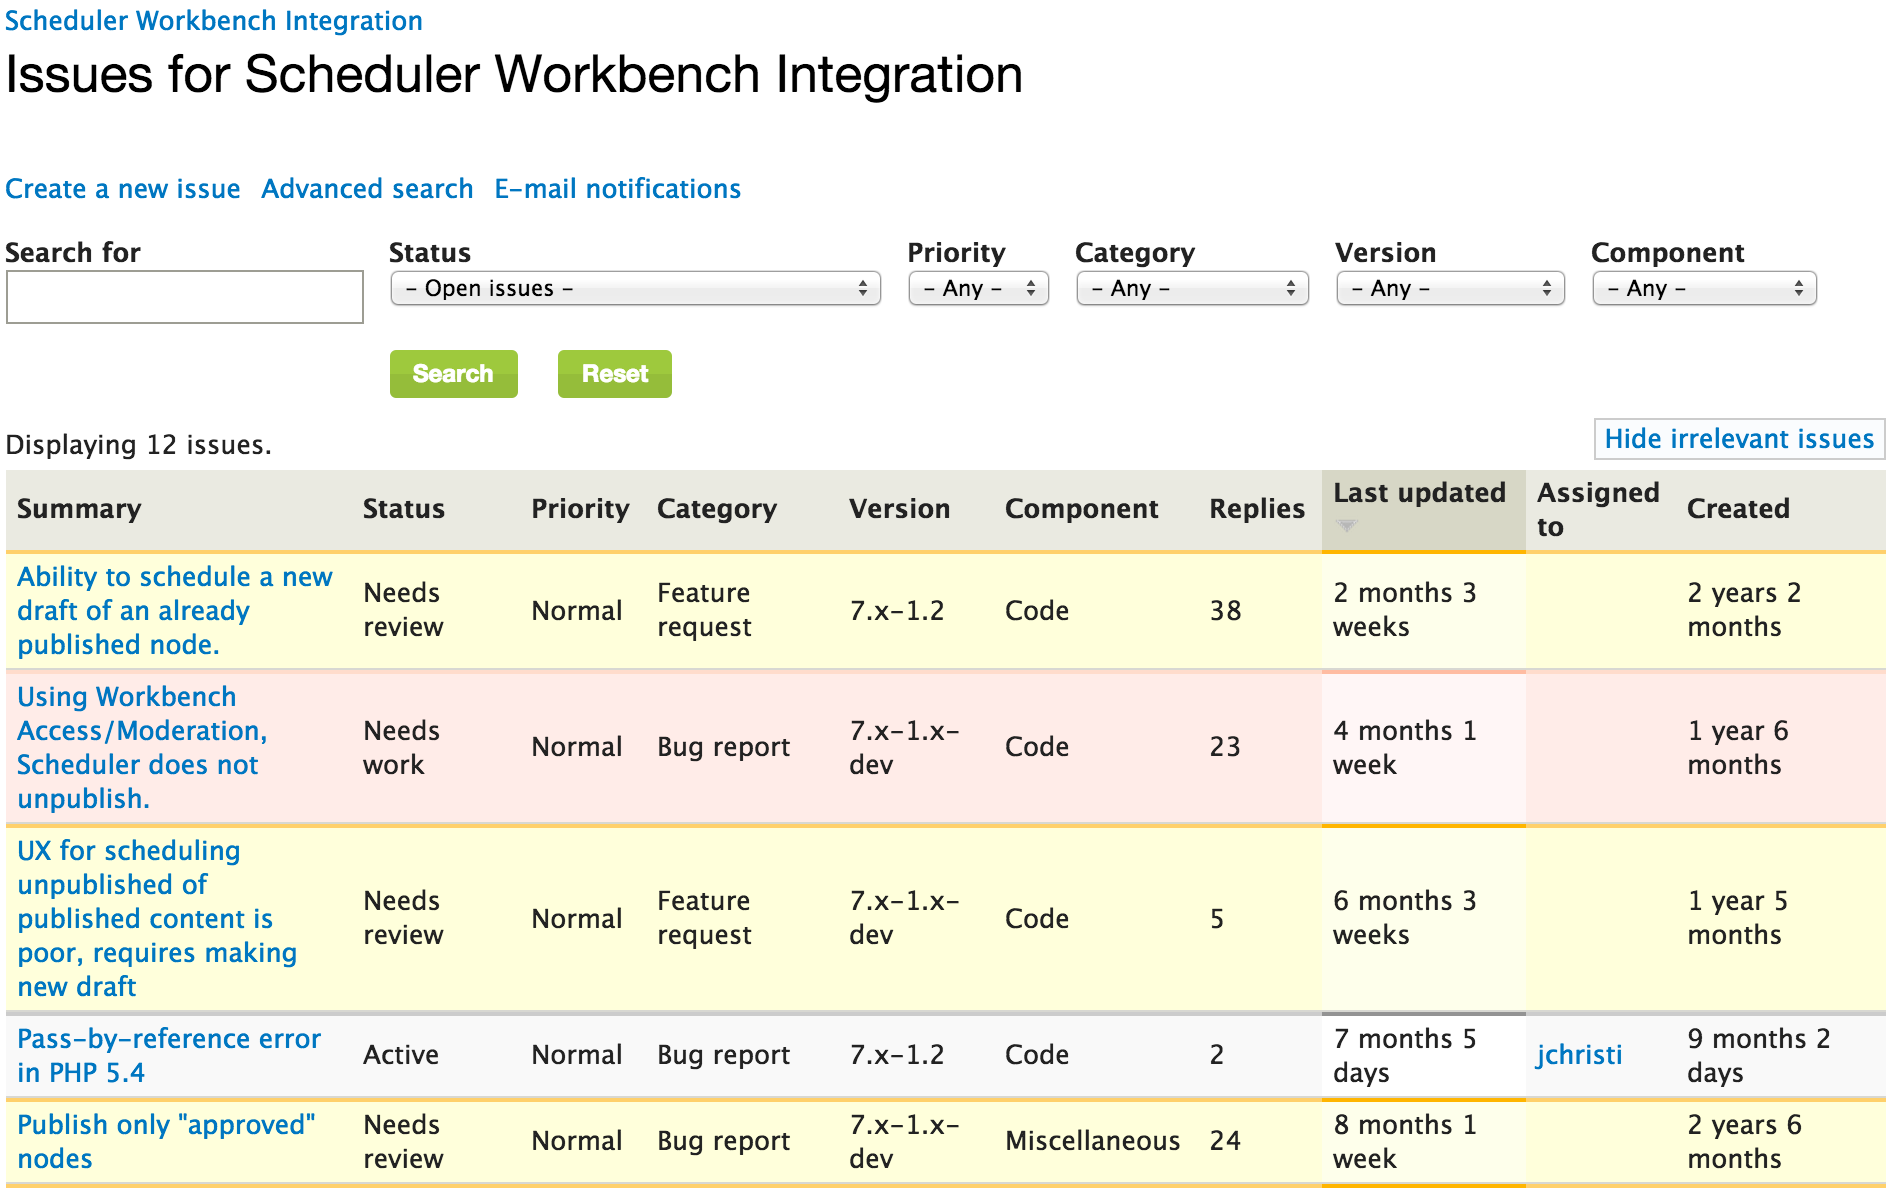 Scheduler Workbench Integration
Issues for Scheduler Workbench Integration
Create a new issue Advanced search E-mail notifications
Search for Status Priority Category Version Component
- Open issues - - Any - - Any - - Any - - Any -
Search Reset
Displaying 12 issues.
Hide irrelevant issues
Summary Status Priority Category Version Component Replies Last updated Assigned to Created
Ability to schedule a new draft of an already published node. Needs review Normal Feature request 7.x-1.2 Code 38 2 months 3 weeks 2 years 2 months
Using Workbench Access/Moderation, Scheduler does not unpublish. Needs work Normal Bug report 7.x-1.x-dev Code 23 4 months 1 week 1 year 6 months
UX for scheduling unpublished of published content is poor, requires making new draft Needs review Normal Feature request 7.x-1.x-dev Code 5 6 months 3 weeks 1 year 5 months
Pass-by-reference error in PHP 5.4 Active Normal Bug report 7.x-1.2 Code 2 7 months 5 days jchristi 9 months 2 days
Publish only "approved" nodes Needs review Normal Bug report 7.x-1.x-dev Miscellaneous 24 8 months 1 week 2 years 6 months